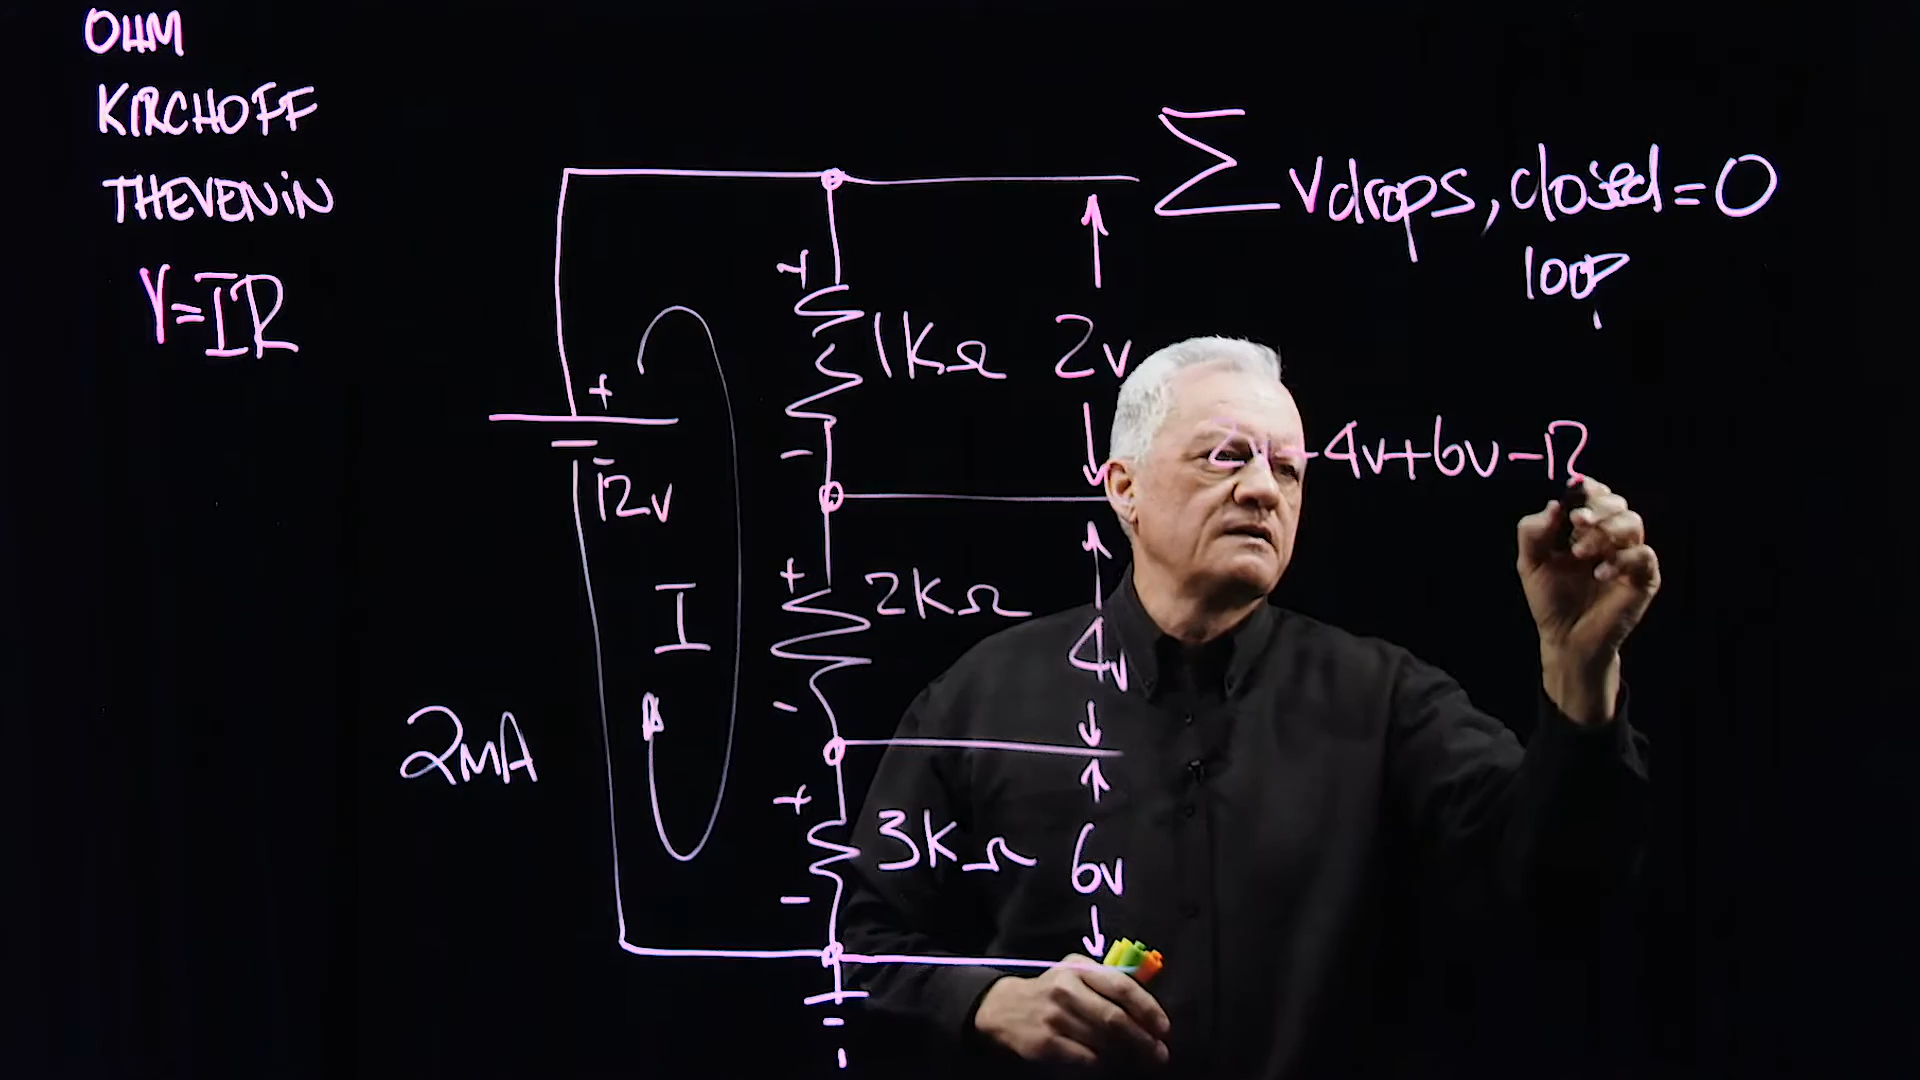 OHM
KIRCHOFF
THEVENIN
V=IR
∑ Vdrops, closed = 0
loop
+
1KΩ
2v
-
+
-
12v
2v+4v+6v-12
+
2KΩ
I
4v
-
2MA
+
3KΩ
6v
-